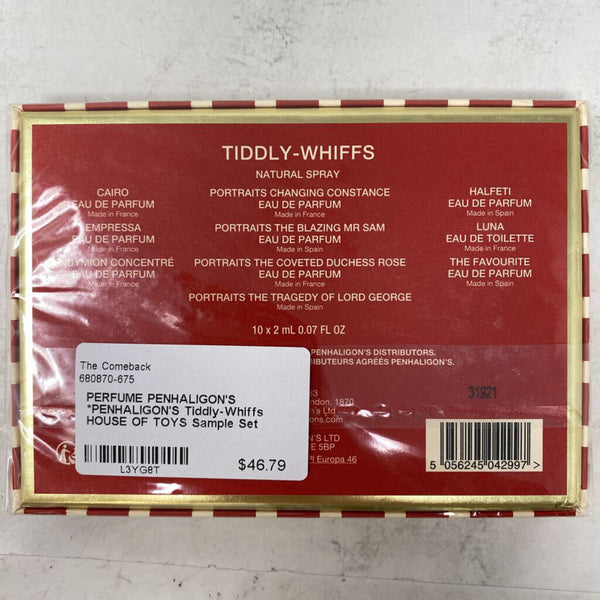 TIDDLY-WHIFFS
NATURAL SPRAY
CAIRO
EAU DE PARFUM
Made in France
EMPRESSA
EAU DE PARFUM
Made in France
CONCENTRÉ
EAU DE PARFUM
Made in France
PORTRAITS CHANGING CONSTANCE
EAU DE PARFUM
Made in France
PORTRAITS THE BLAZING MR SAM
EAU DE PARFUM
Made in Spain
PORTRAITS THE COVETED DUCHESS ROSE
EAU DE PARFUM
Made in France
PORTRAITS THE TRAGEDY OF LORD GEORGE
HALFETI
EAU DE PARFUM
Made in Spain
LUNA
EAU DE TOILETTE
Made in France
THE FAVOURITE
EAU DE PARFUM
Made in Spain
10 x 2 mL 0.07 FL OZ
PENHALIGON'S DISTRIBUTORS.
AGRÉÉS PENHALIGON'S.
The Comeback
680870-675
PERFUME PENHALIGON'S
*PENHALIGON'S Tiddly-Whiffs
HOUSE OF TOYS Sample Set
L3YG8T
$46.79
1870
LTD
5BP
Europa 46
31921
5 056245 042997 >